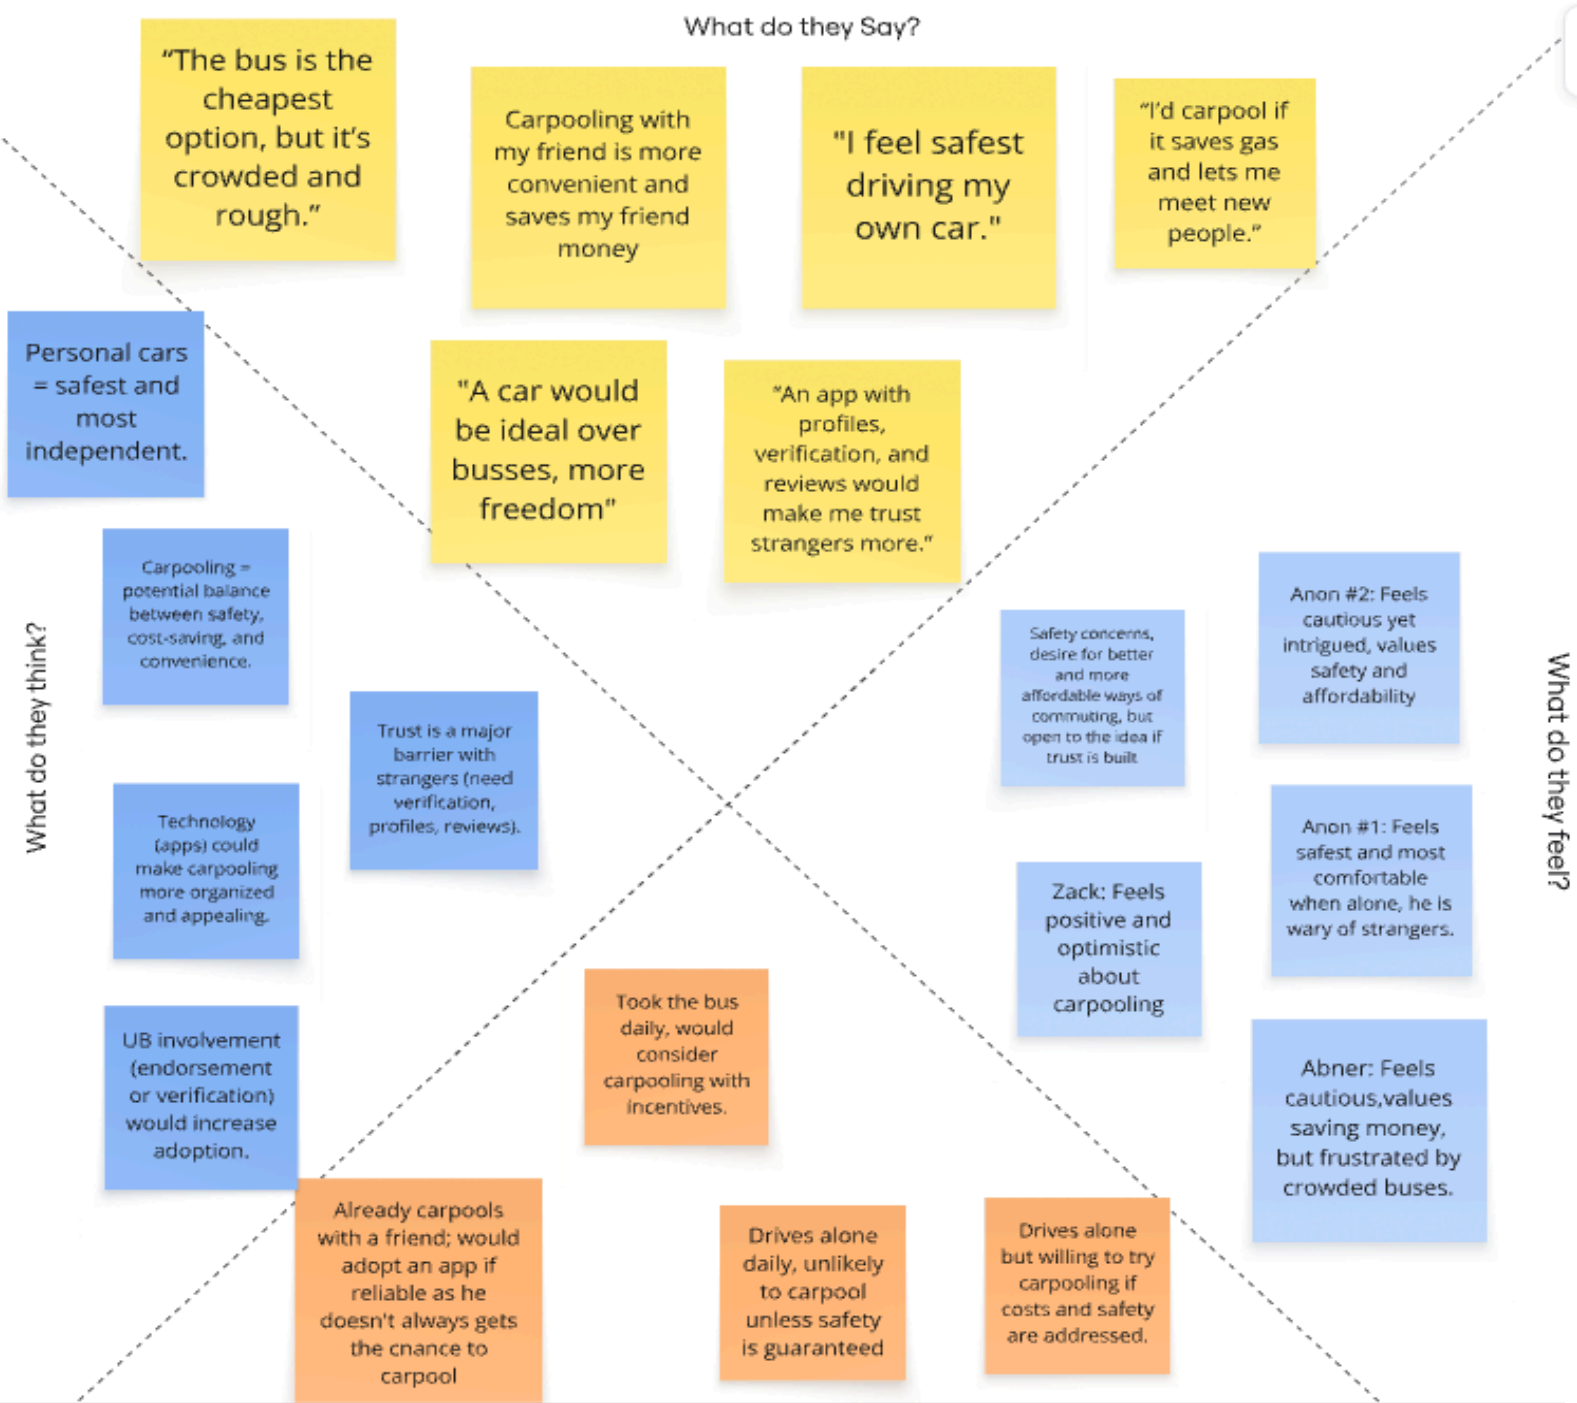 What do they Say?
“The bus is the
cheapest
option, but it’s
crowded and
rough.”
Carpooling with
my friend is more
convenient and
saves my friend
money
"I feel safest
driving my
own car."
“I’d carpool if
it saves gas
and lets me
meet new
people.”
"A car would
be ideal over
busses, more
freedom"
“An app with
profiles,
verification, and
reviews would
make me trust
strangers more.”
What do they think?
Personal cars
= safest and
most
independent.
Carpooling =
potential balance
between safety,
cost-saving, and
convenience.
Trust is a major
barrier with
strangers (need
verification,
profiles, reviews).
Technology
(apps) could
make carpooling
more organized
and appealing.
UB involvement
(endorsement
or verification)
would increase
adoption.
What do they feel?
Safety concerns,
desire for better
and more
affordable ways of
commuting, but
open to the idea if
trust is built
Anon #2: Feels
cautious yet
intrigued, values
safety and
affordability
Anon #1: Feels
safest and most
comfortable
when alone, he is
wary of strangers.
Zack: Feels
positive and
optimistic
about
carpooling
Abner: Feels
cautious,values
saving money,
but frustrated by
crowded buses.
Took the bus
daily, would
consider
carpooling with
incentives.
Already carpools
with a friend; would
adopt an app if
reliable as he
doesn't always gets
the cnance to
carpool
Drives alone
daily, unlikely
to carpool
unless safety
is guaranteed
Drives alone
but willing to try
carpooling if
costs and safety
are addressed.